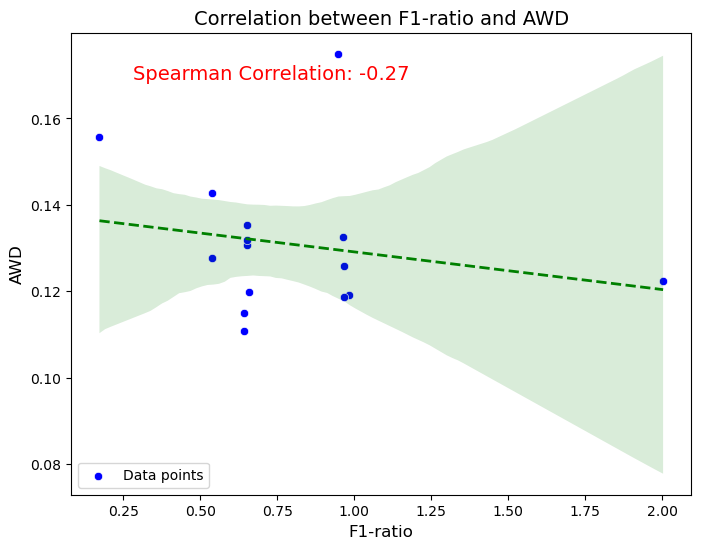 Correlation between F1-ratio and AWD
Spearman Correlation: -0.27
AWD
0.16
0.14
0.12
0.10
0.08
Data points
0.25 0.50 0.75 1.00 1.25 1.50 1.75 2.00
F1-ratio